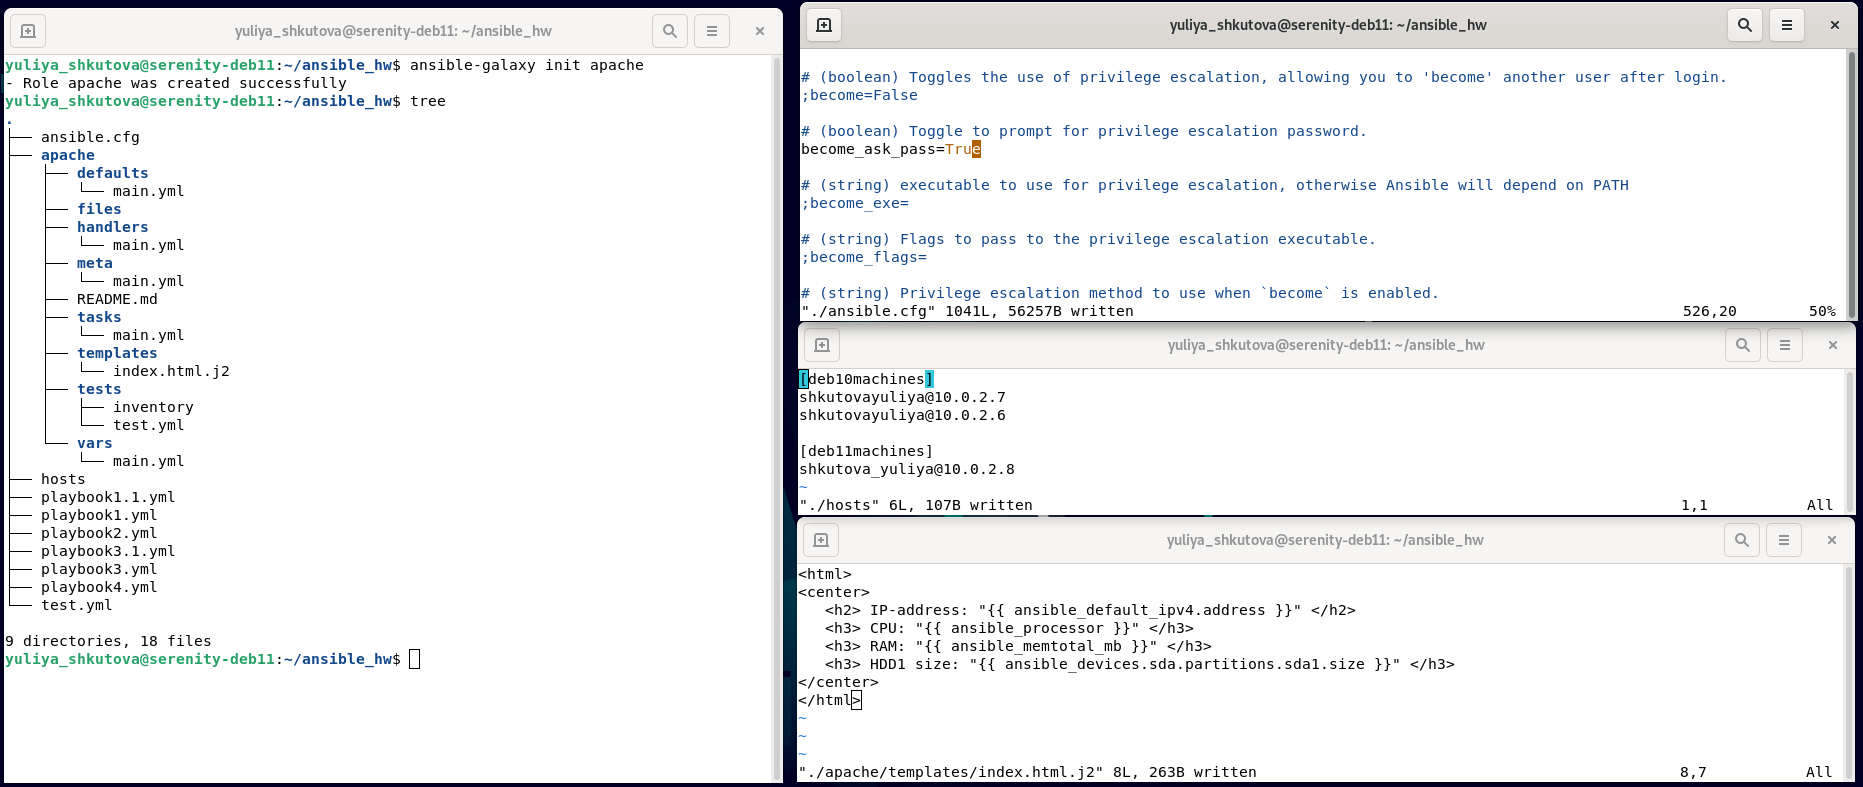 yuliya_shkutova@serenity-deb11: ~/ansible_hw
yuliya_shkutova@serenity-deb11:~/ansible_hw$ ansible-galaxy init apache
- Role apache was created successfully
yuliya_shkutova@serenity-deb11:~/ansible_hw$ tree
.
├── ansible.cfg
├── apache
│   ├── defaults
│   │   └── main.yml
│   ├── files
│   ├── handlers
│   │   └── main.yml
│   ├── meta
│   │   └── main.yml
│   ├── README.md
│   ├── tasks
│   │   └── main.yml
│   ├── templates
│   │   └── index.html.j2
│   ├── tests
│   │   ├── inventory
│   │   └── test.yml
│   └── vars
│       └── main.yml
├── hosts
├── playbook1.1.yml
├── playbook1.yml
├── playbook2.yml
├── playbook3.1.yml
├── playbook3.yml
├── playbook4.yml
└── test.yml
9 directories, 18 files
yuliya_shkutova@serenity-deb11:~/ansible_hw$
yuliya_shkutova@serenity-deb11: ~/ansible_hw
# (boolean) Toggles the use of privilege escalation, allowing you to 'become' another user after login.
;become=False
# (boolean) Toggle to prompt for privilege escalation password.
become_ask_pass=True
# (string) executable to use for privilege escalation, otherwise Ansible will depend on PATH
;become_exe=
# (string) Flags to pass to the privilege escalation executable.
;become_flags=
# (string) Privilege escalation method to use when `become` is enabled.
"./ansible.cfg" 1041L, 56257B written 526,20 50%
yuliya_shkutova@serenity-deb11: ~/ansible_hw
[deb10machines]
shkutovayuliya@10.0.2.7
shkutovayuliya@10.0.2.6
[deb11machines]
shkutova_yuliya@10.0.2.8
~
"./hosts" 6L, 107B written 1,1 All
yuliya_shkutova@serenity-deb11: ~/ansible_hw
<html>
<center>
   <h2> IP-address: "{{ ansible_default_ipv4.address }}" </h2>
   <h3> CPU: "{{ ansible_processor }}" </h3>
   <h3> RAM: "{{ ansible_memtotal_mb }}" </h3>
   <h3> HDD1 size: "{{ ansible_devices.sda.partitions.sda1.size }}" </h3>
</center>
</html>
~
~
~
"./apache/templates/index.html.j2" 8L, 263B written 8,7 All